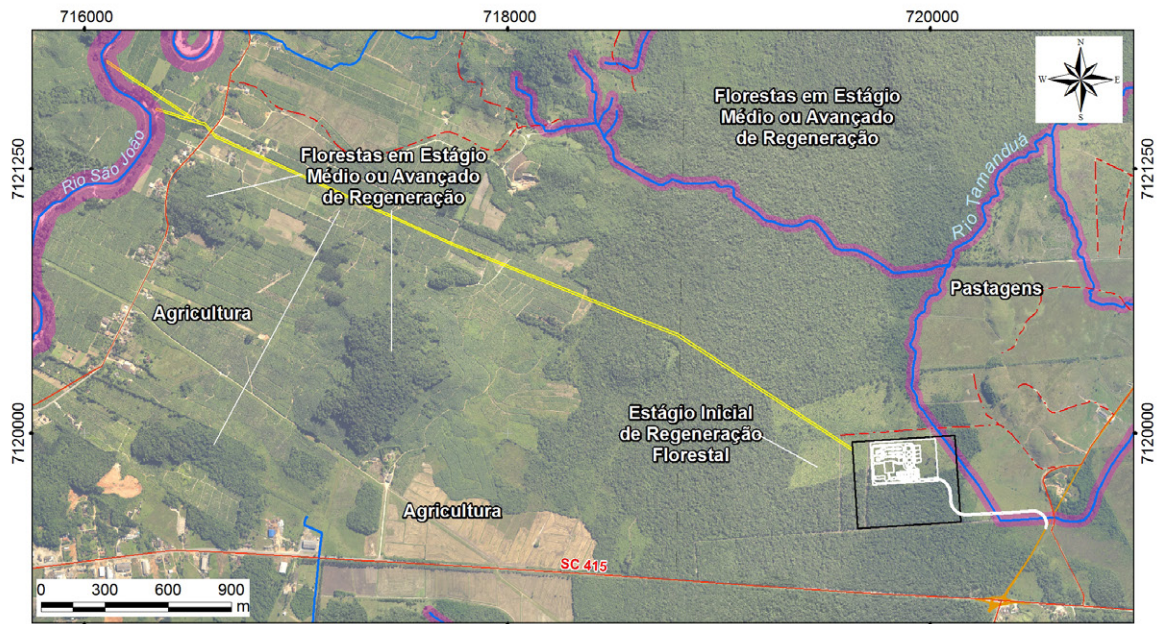 716000
718000
720000
N
W
E
S
Florestas em Estágio
Médio ou Avançado
de Regeneração
Florestas em Estágio
Médio ou Avançado
de Regeneração
Rio São João
Rio Tamanduá
7121250
7121250
Pastagens
Agricultura
Estágio Inicial
de Regeneração
Florestal
7120000
7120000
Agricultura
SC 415
0 300 600 900
m